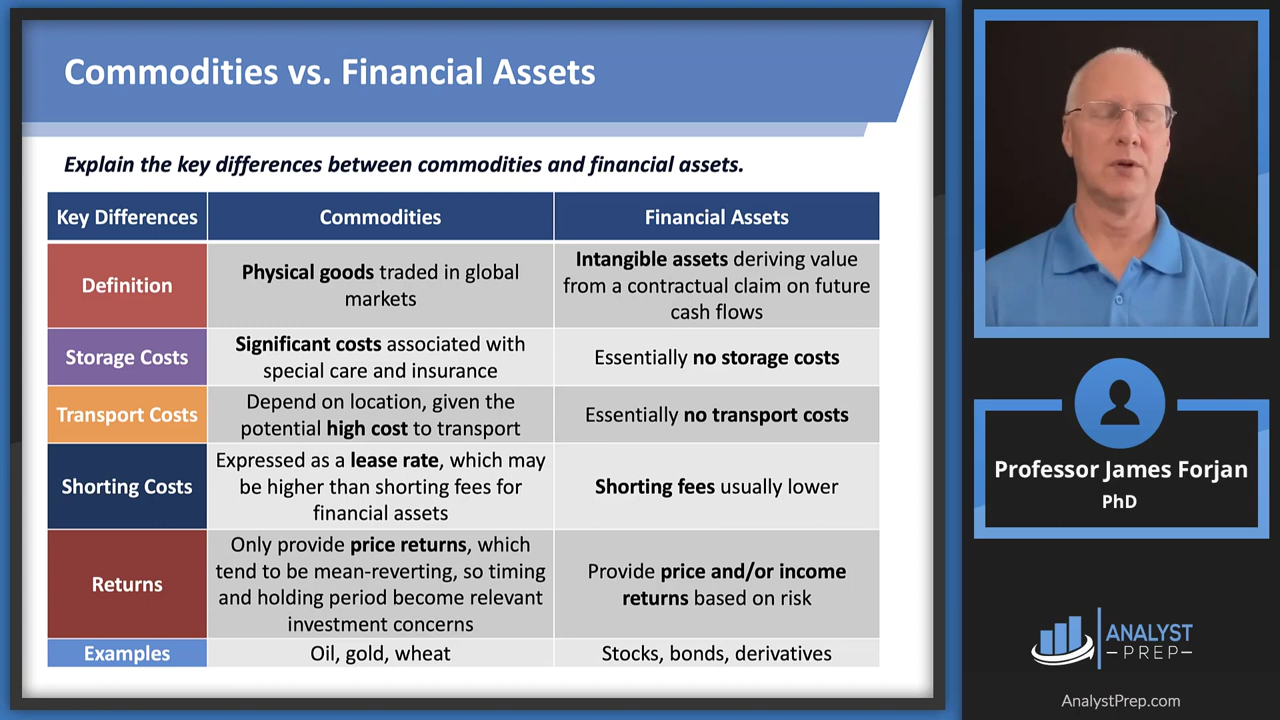 Commodities vs. Financial Assets
Explain the key differences between commodities and financial assets.
Key Differences
Commodities
Financial Assets
Definition
Physical goods traded in global
markets
Intangible assets deriving value
from a contractual claim on future
cash flows
Storage Costs
Significant costs associated with
special care and insurance
Essentially no storage costs
Transport Costs
Depend on location, given the
potential high cost to transport
Essentially no transport costs
Shorting Costs
Expressed as a lease rate, which may
be higher than shorting fees for
financial assets
Shorting fees usually lower
Returns
Only provide price returns, which
tend to be mean-reverting, so timing
and holding period become relevant
investment concerns
Provide price and/or income
returns based on risk
Examples
Oil, gold, wheat
Stocks, bonds, derivatives
Professor James Forjan
PhD
ANALYST
—PREP—
AnalystPrep.com